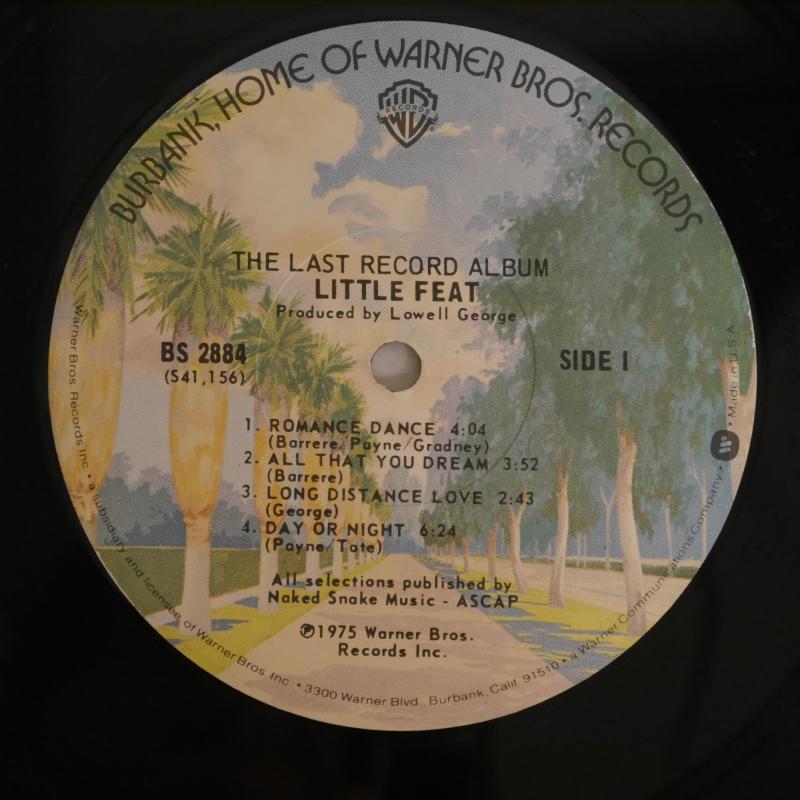 BURBANK, HOME OF WARNER BROS. RECORDS
W RECORDS
THE LAST RECORD ALBUM
LITTLE FEAT
Produced by Lowell George
BS 2884
(S41,156)
SIDE 1
1. ROMANCE DANCE 4:04
(Barrere/Payne/Gradney)
2. ALL THAT YOU DREAM 3:52
(Barrere)
3. LONG DISTANCE LOVE 2:43
(George)
4. DAY OR NIGHT 6:24
(Payne/Tate)
All selections published by
Naked Snake Music - ASCAP
℗1975 Warner Bros.
Records Inc.
Warner Bros Records Inc. • a subsidiary and licensee of Warner Bros. Inc. • 3300 Warner Blvd., Burbank, Calif. 91510 • a Warner Communications Company • Made in U.S.A.